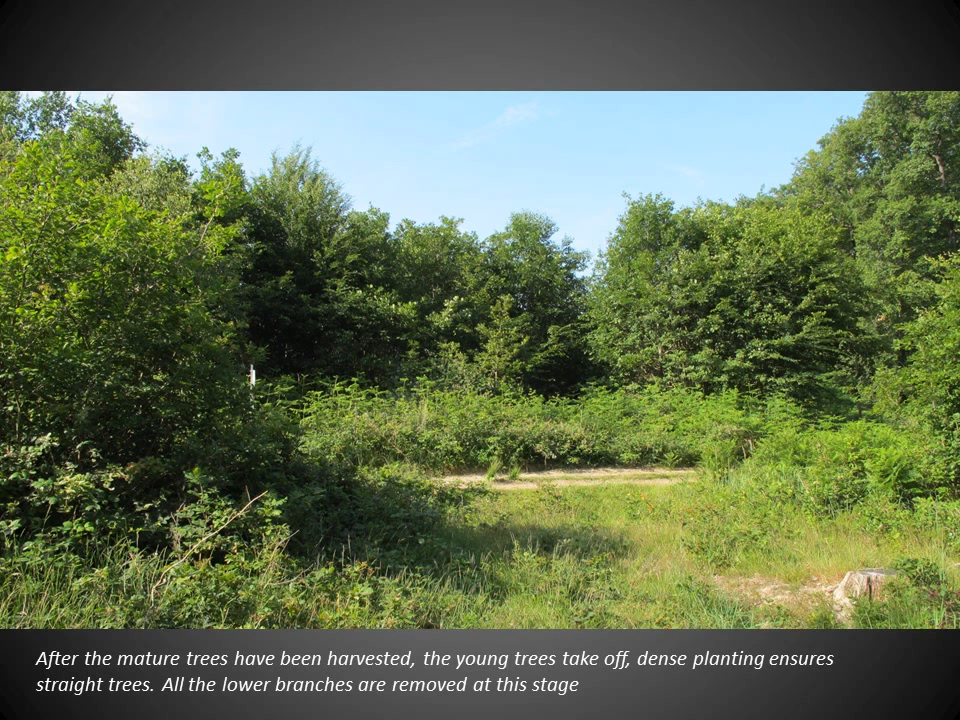 After the mature trees have been harvested, the young trees take off, dense planting ensures
straight trees. All the lower branches are removed at this stage